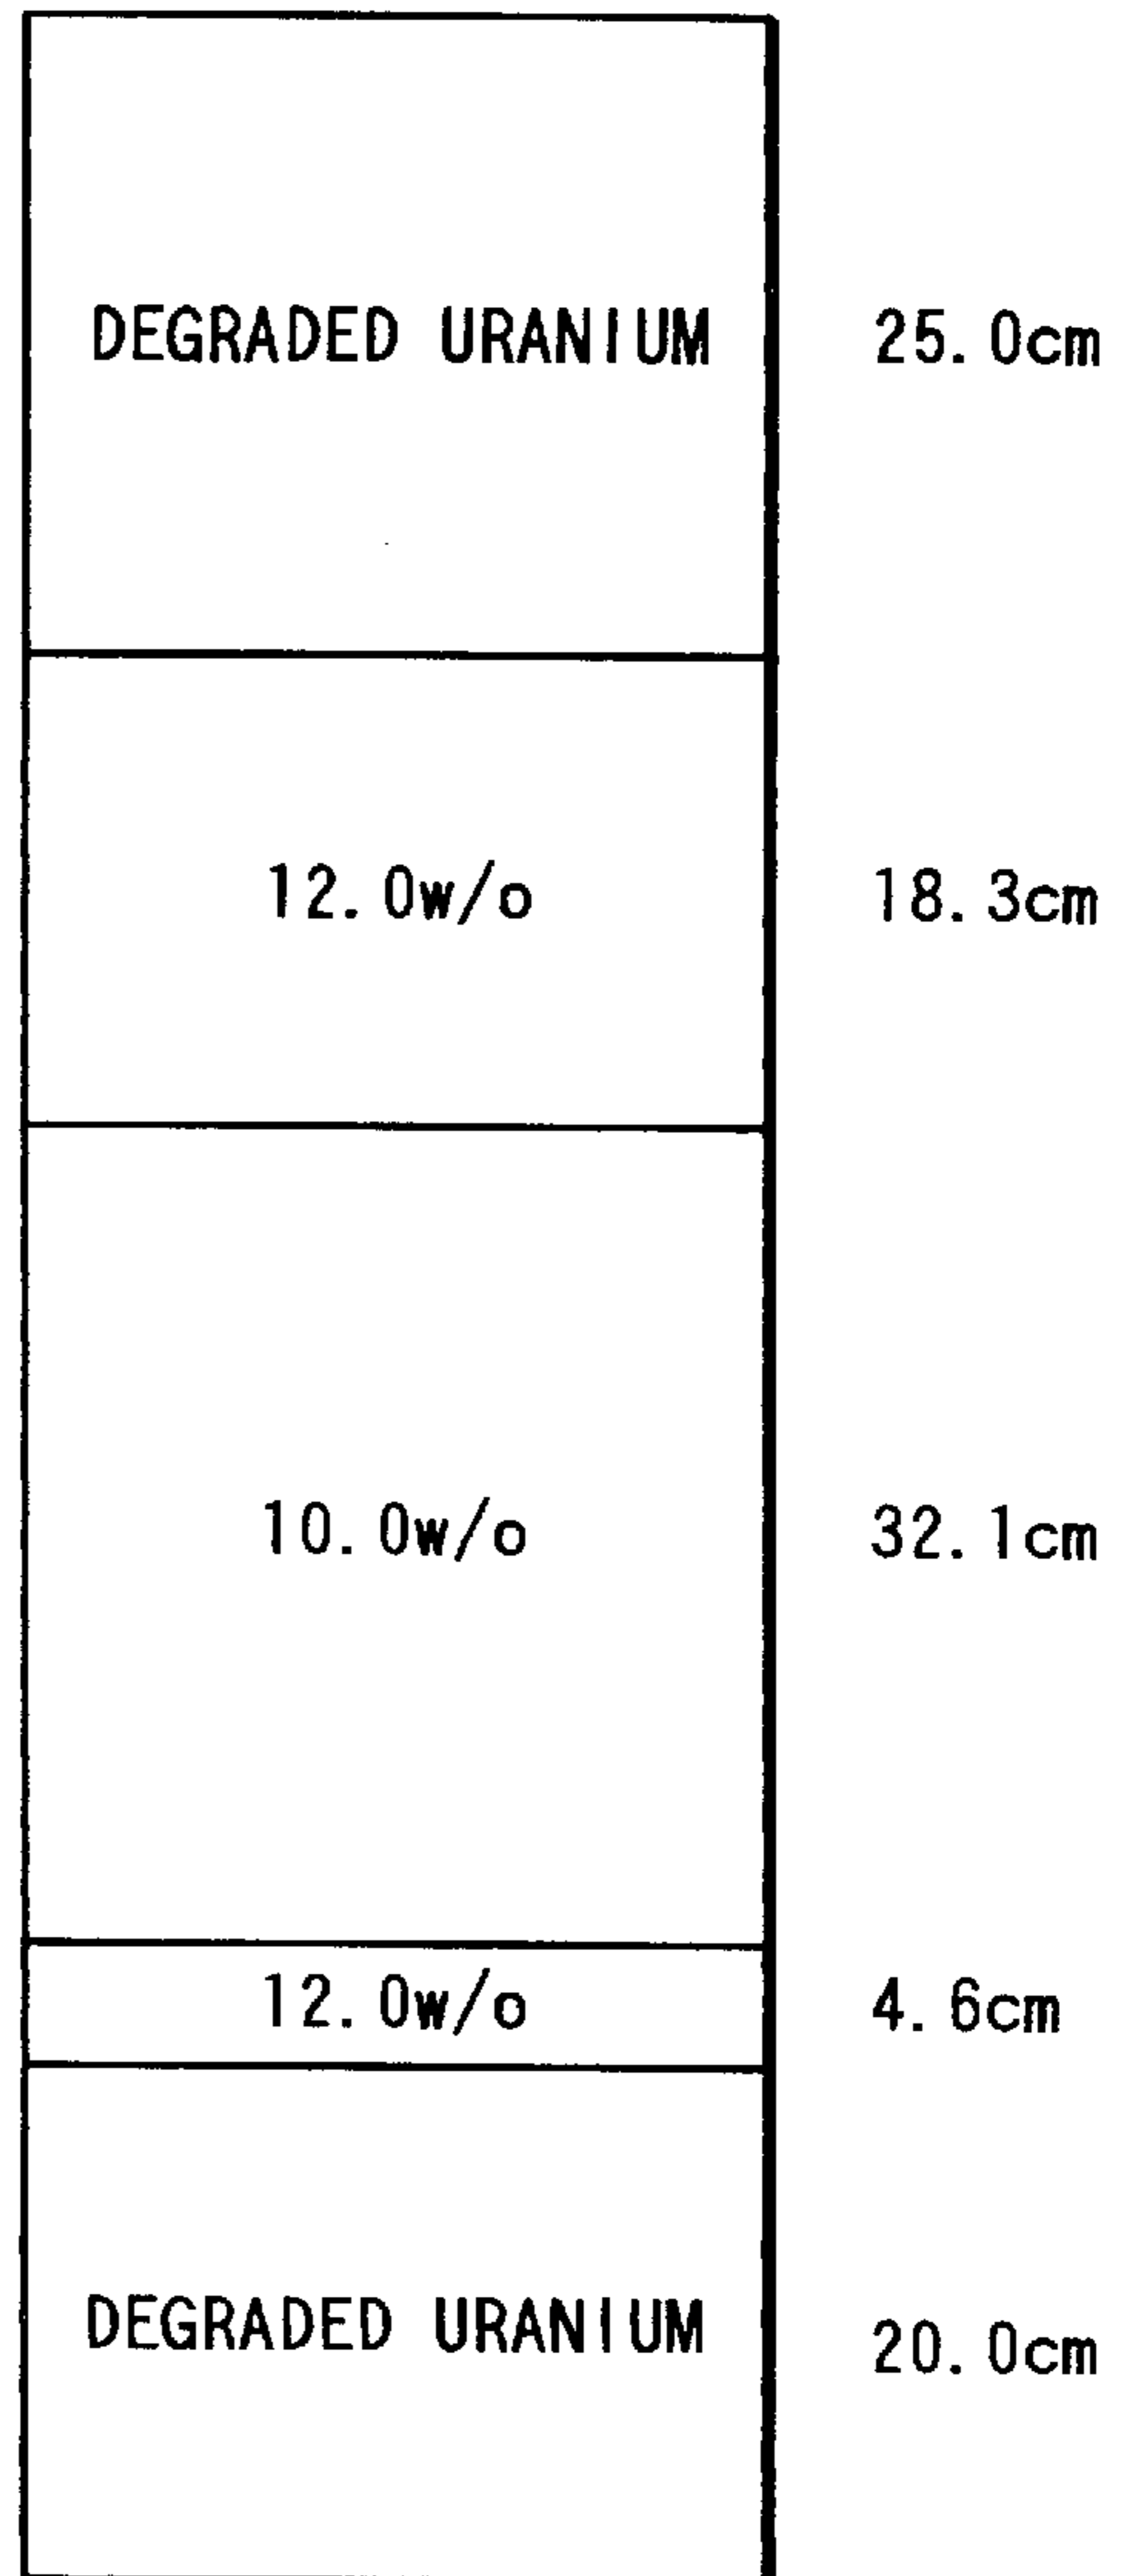 DEGRADED URANIUM 25.0cm
12.0w/o 18.3cm
10.0w/o 32.1cm
12.0w/o 4.6cm
DEGRADED URANIUM 20.0cm